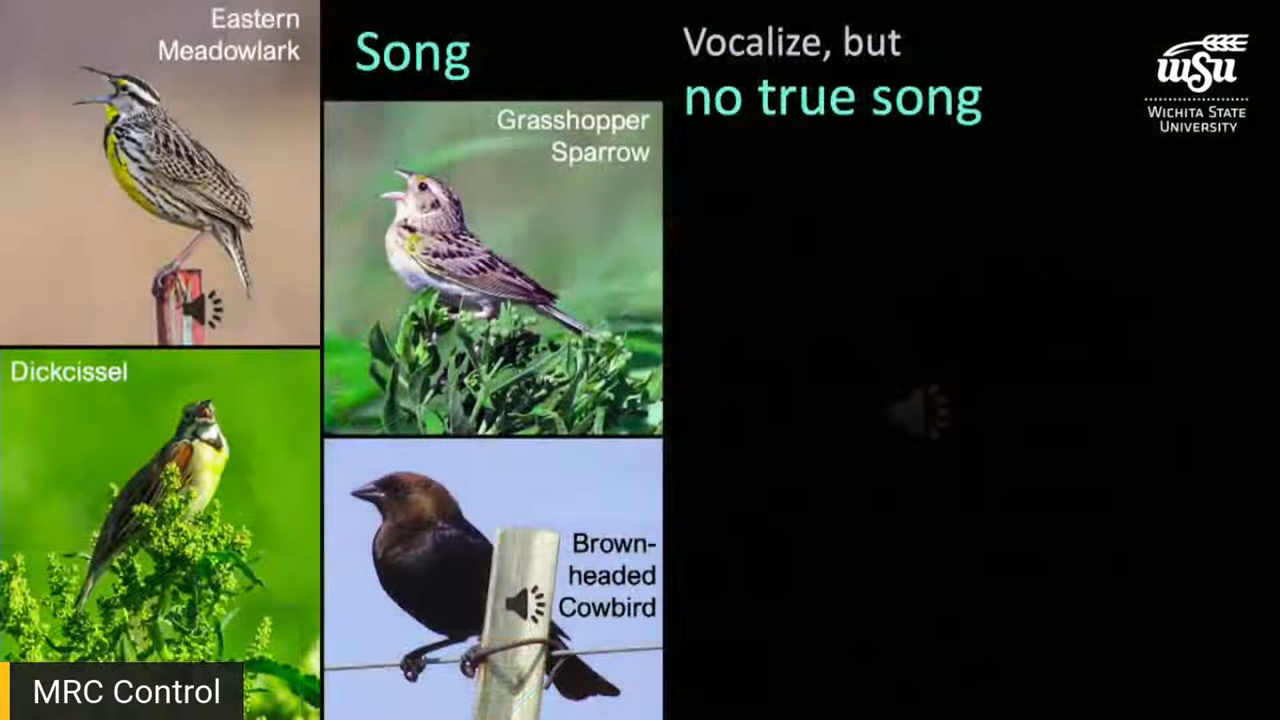 Eastern
Meadowlark
Song
Vocalize, but
no true song
wsu
WICHITA STATE
UNIVERSITY
Grasshopper
Sparrow
Dickcissel
Brown-
headed
Cowbird
MRC Control